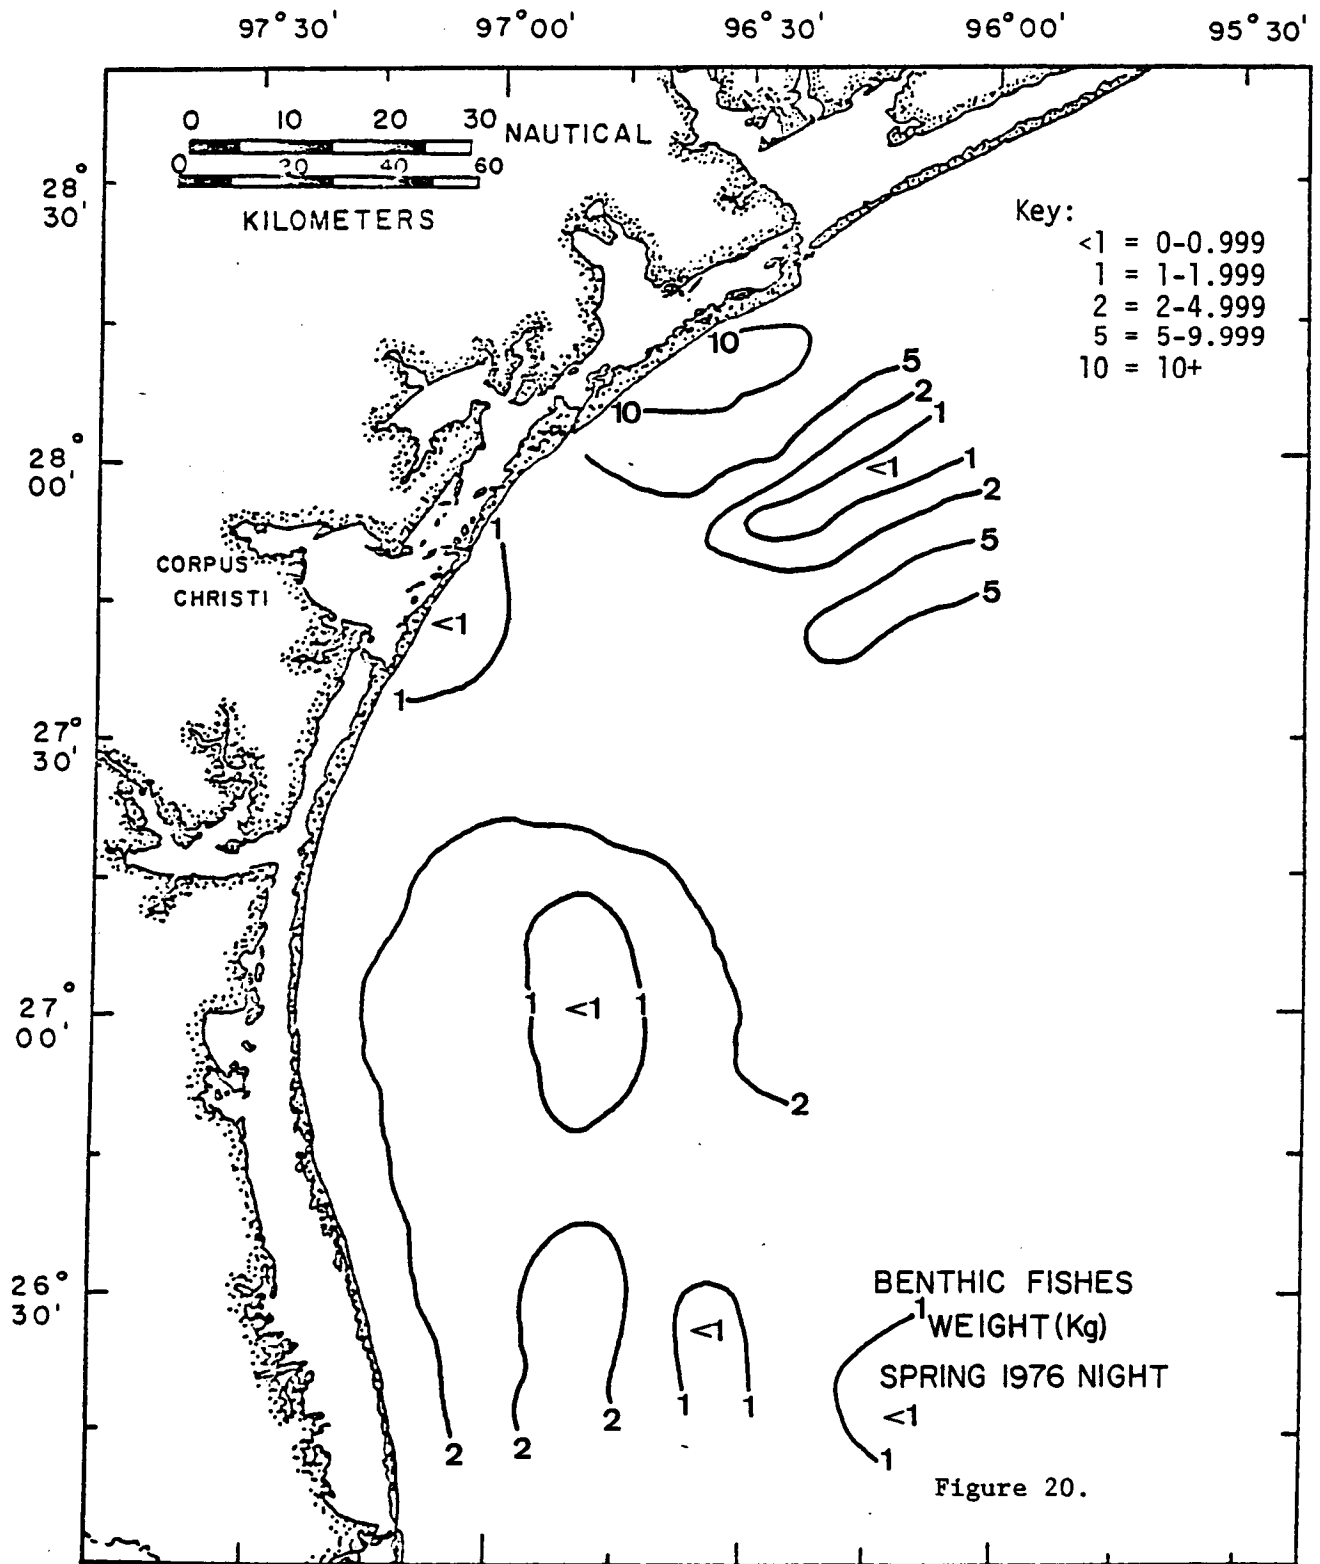 97°30' 97°00' 96°30' 96°00' 95°30'
0 10 20 30 NAUTICAL
0 20 40 60
KILOMETERS
28°
30'
Key:
<1 = 0-0.999
1 = 1-1.999
2 = 2-4.999
5 = 5-9.999
10 = 10+
10
5
2
10
1
28°
00'
<1
1
2
1
5
CORPUS
CHRISTI
5
<1
1
27°
30'
27°
00'
1
<1
1
2
26°
30'
BENTHIC FISHES
1
WEIGHT (Kg)
<1
SPRING 1976 NIGHT
1
1
2
<1
2
2
1
Figure 20.